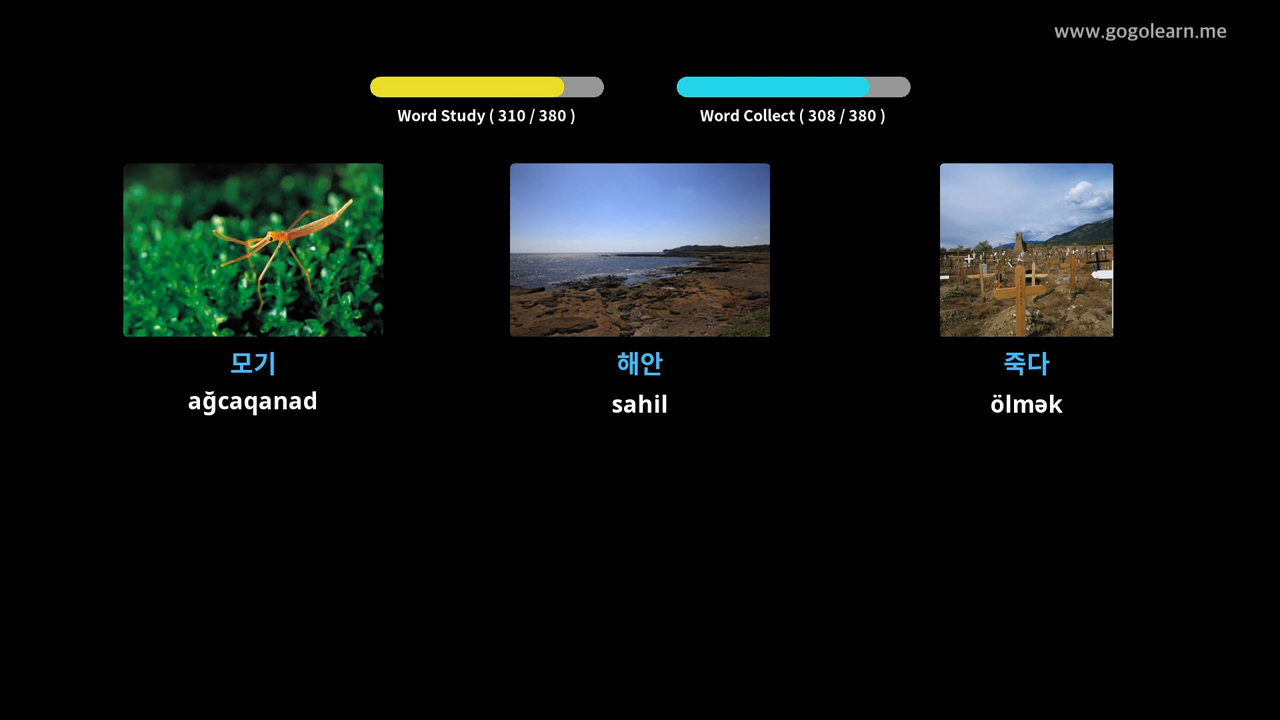 www.gogolearn.me
Word Study ( 310 / 380 )
Word Collect ( 308 / 380 )
모기
해안
죽다
ağcaqanad
sahil
ölmək